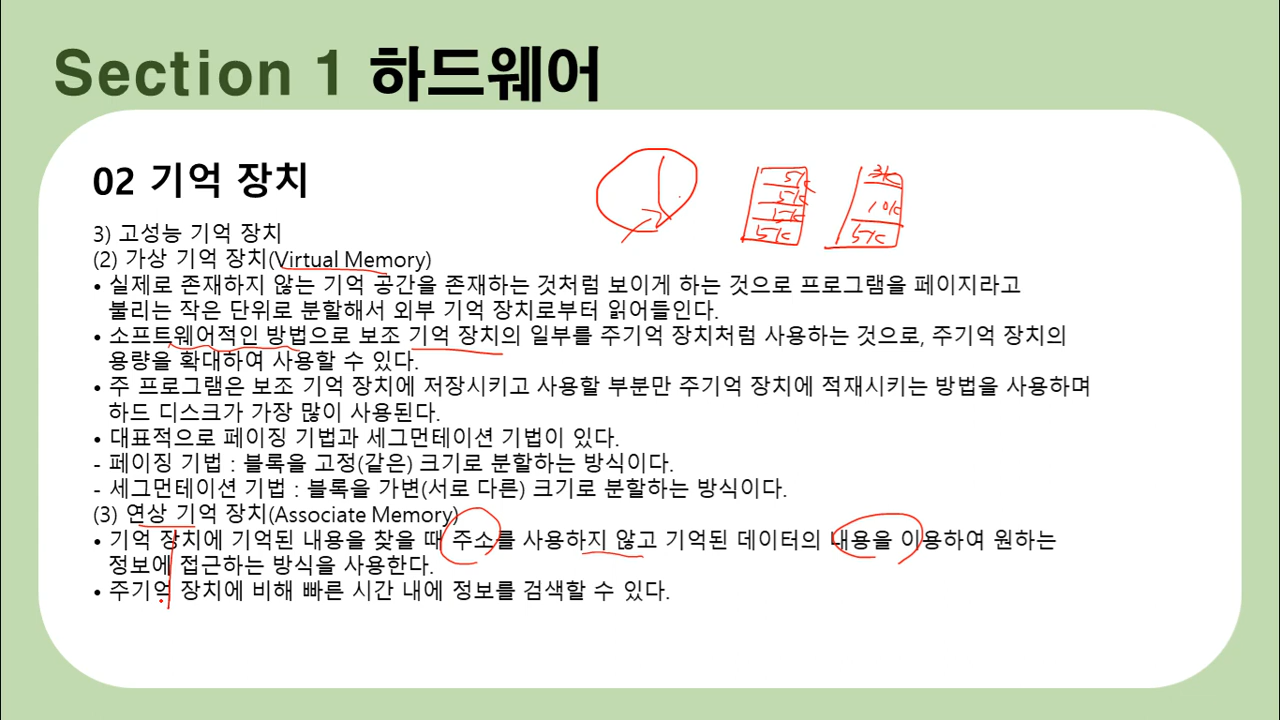 Section 1 하드웨어
02 기억 장치
5K
5K
15K
5K
3K
10K
5K
3) 고성능 기억 장치
(2) 가상 기억 장치(Virtual Memory)
• 실제로 존재하지 않는 기억 공간을 존재하는 것처럼 보이게 하는 것으로 프로그램을 페이지라고
불리는 작은 단위로 분할해서 외부 기억 장치로부터 읽어들인다.
• 소프트웨어적인 방법으로 보조 기억 장치의 일부를 주기억 장치처럼 사용하는 것으로, 주기억 장치의
용량을 확대하여 사용할 수 있다.
• 주 프로그램은 보조 기억 장치에 저장시키고 사용할 부분만 주기억 장치에 적재시키는 방법을 사용하며
하드 디스크가 가장 많이 사용된다.
• 대표적으로 페이징 기법과 세그먼테이션 기법이 있다.
- 페이징 기법 : 블록을 고정(같은) 크기로 분할하는 방식이다.
- 세그먼테이션 기법 : 블록을 가변(서로 다른) 크기로 분할하는 방식이다.
(3) 연상 기억 장치(Associate Memory)
• 기억 장치에 기억된 내용을 찾을 때 주소를 사용하지 않고 기억된 데이터의 내용을 이용하여 원하는
정보에 접근하는 방식을 사용한다.
• 주기억 장치에 비해 빠른 시간 내에 정보를 검색할 수 있다.